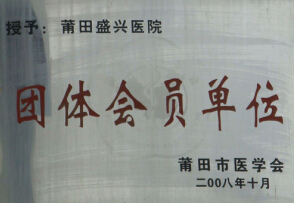 授予：莆田盛兴医院
团体会员单位
莆田市医学会
二00八年十月